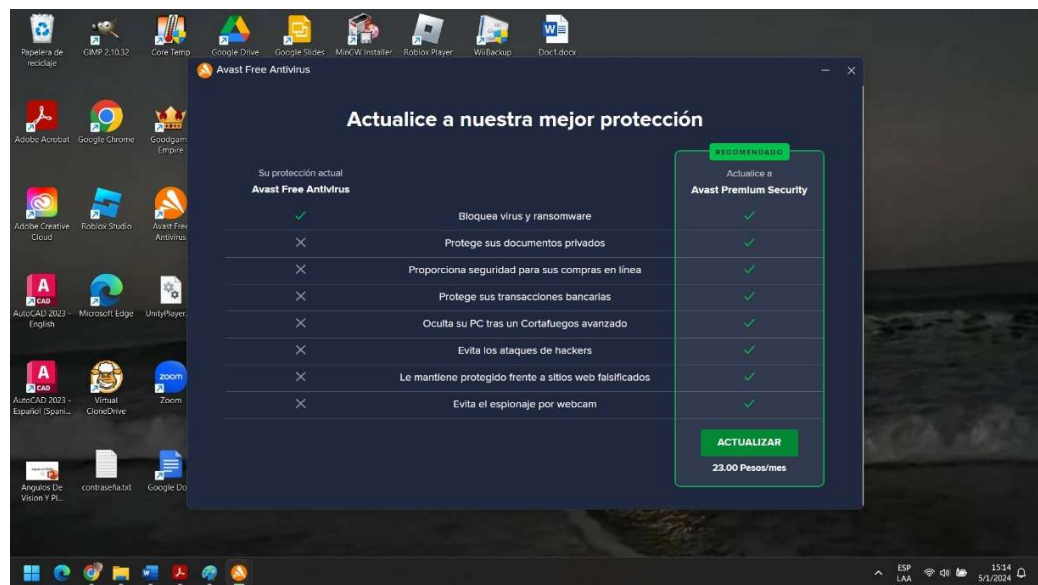 Papelera de
reciclaje
GIMP 2.10.32
Core Temp
Google Drive
Google Slides
MinGW Installer
Roblox Player
WiiBackup
Doc1.docx
Avast Free Antivirus
Actualice a nuestra mejor protección
RECOMENDADO
Su protección actual
Avast Free Antivirus
Actualice a
Avast Premium Security
Bloquea virus y ransomware
Protege sus documentos privados
Proporciona seguridad para sus compras en línea
Protege sus transacciones bancarias
Oculta su PC tras un Cortafuegos avanzado
Evita los ataques de hackers
Le mantiene protegido frente a sitios web falsificados
Evita el espionaje por webcam
ACTUALIZAR
23.00 Pesos/mes
Adobe Acrobat
Google Chrome
Goodgam
Empire
Adobe Creative
Cloud
Roblox Studio
Avast Fre
Antivirus
A
CAD
AutoCAD 2023 -
English
Microsoft Edge
UnityPlayer.
A
CAD
AutoCAD 2023 -
Español (Spani...
Virtual
CloneDrive
zoom
Zoom
Angulos De
Vision Y Pl...
contraseña.txt
Google Do
ESP
LAA
15:14
5/1/2024